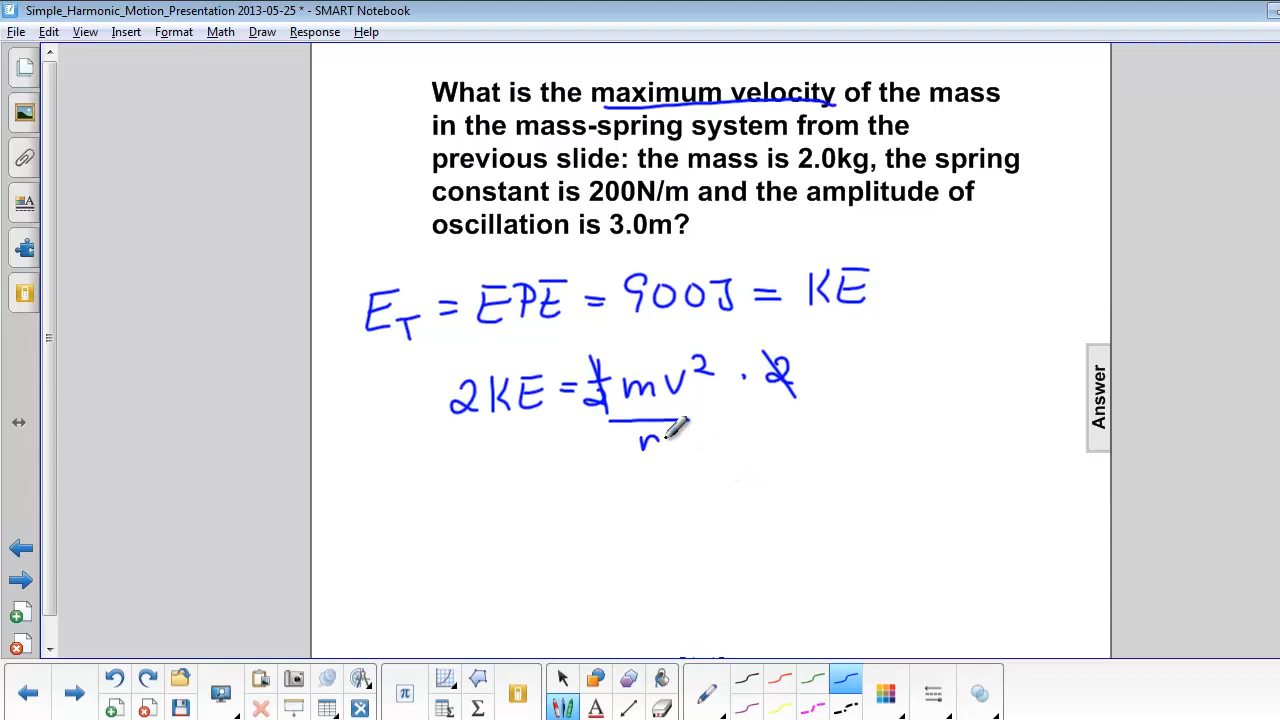 Simple_Harmonic_Motion_Presentation 2013-05-25 * - SMART Notebook
File Edit View Insert Format Math Draw Response Help
What is the maximum velocity of the mass
in the mass-spring system from the
previous slide: the mass is 2.0kg, the spring
constant is 200N/m and the amplitude of
oscillation is 3.0m?
E_T = EPE = 900J = KE
2KE = 1/2 mv² · 2
Answer